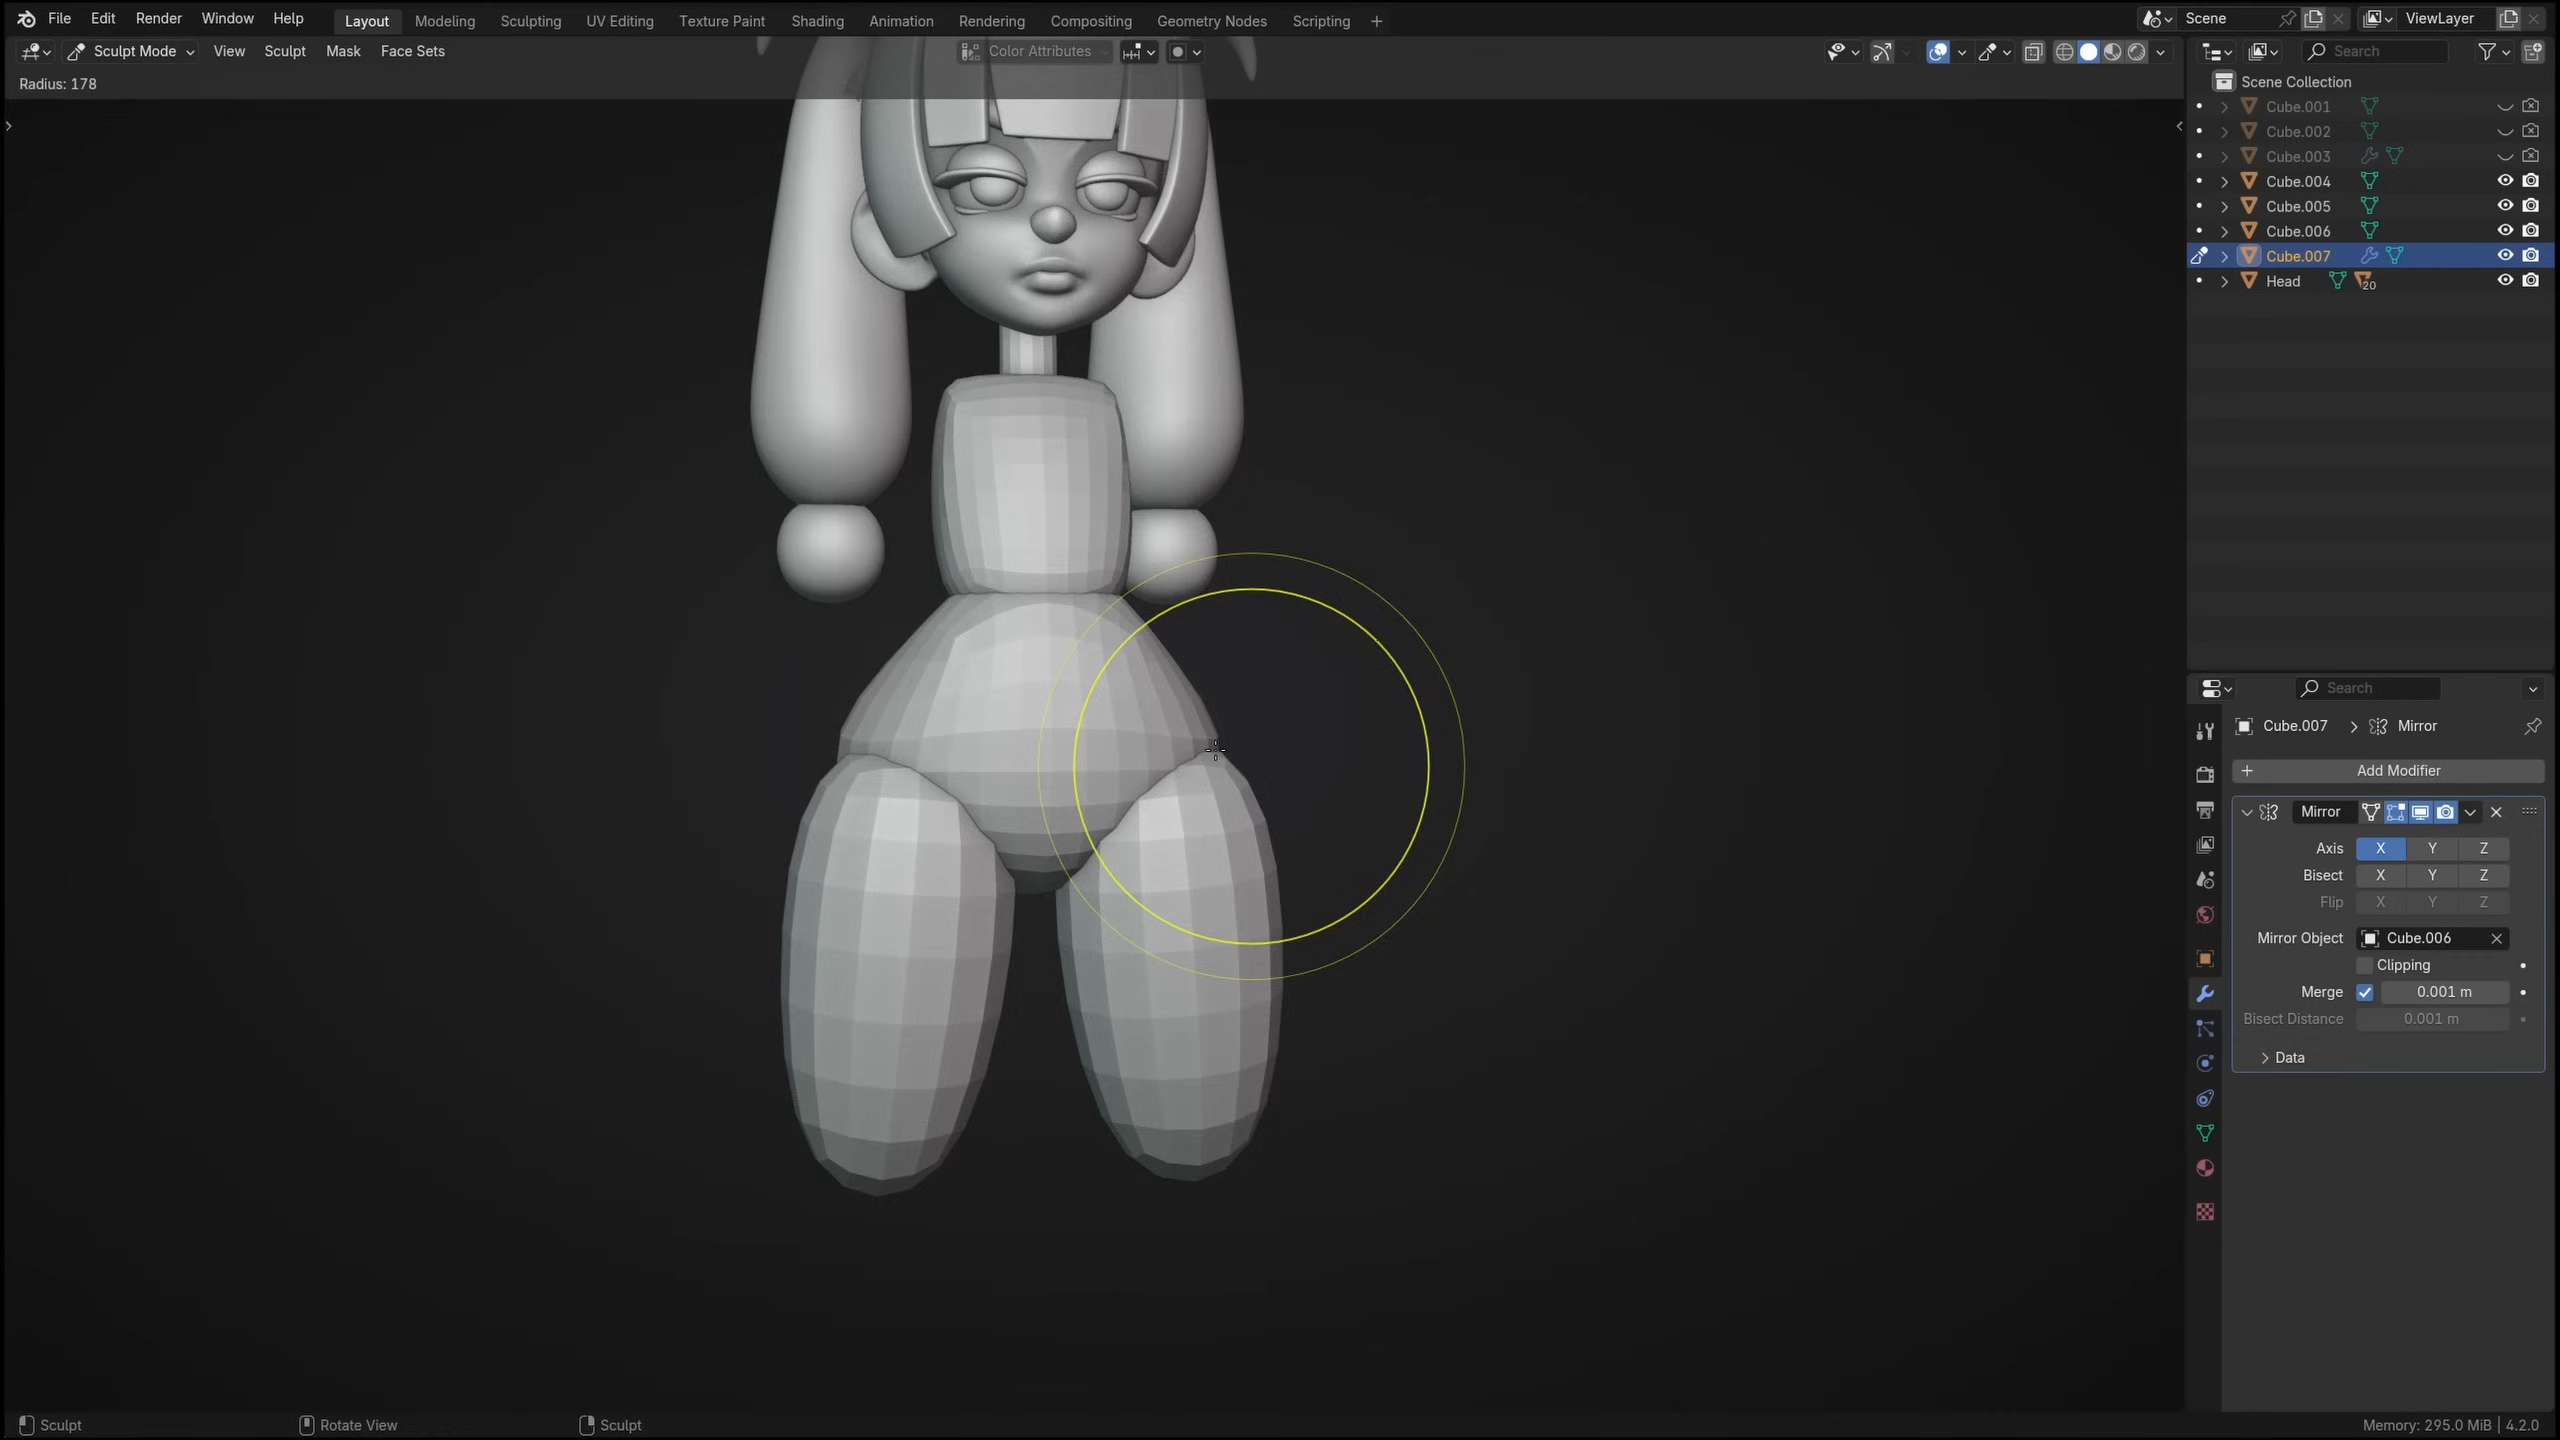 File Edit Render Window Help Layout Modeling Sculpting UV Editing Texture Paint Shading Animation Rendering Compositing Geometry Nodes Scripting + Scene ViewLayer
Sculpt Mode View Sculpt Mask Face Sets Color Attributes Search
Radius: 178
Scene Collection
Cube.001
Cube.002
Cube.003
Cube.004
Cube.005
Cube.006
Cube.007
Head 20
Search
Cube.007 > Mirror
+ Add Modifier
Mirror
Axis X Y Z
Bisect X Y Z
Flip X Y Z
Mirror Object Cube.006
Clipping
Merge 0.001 m
Bisect Distance 0.001 m
Data
Sculpt Rotate View Sculpt Memory: 295.0 MiB | 4.2.0